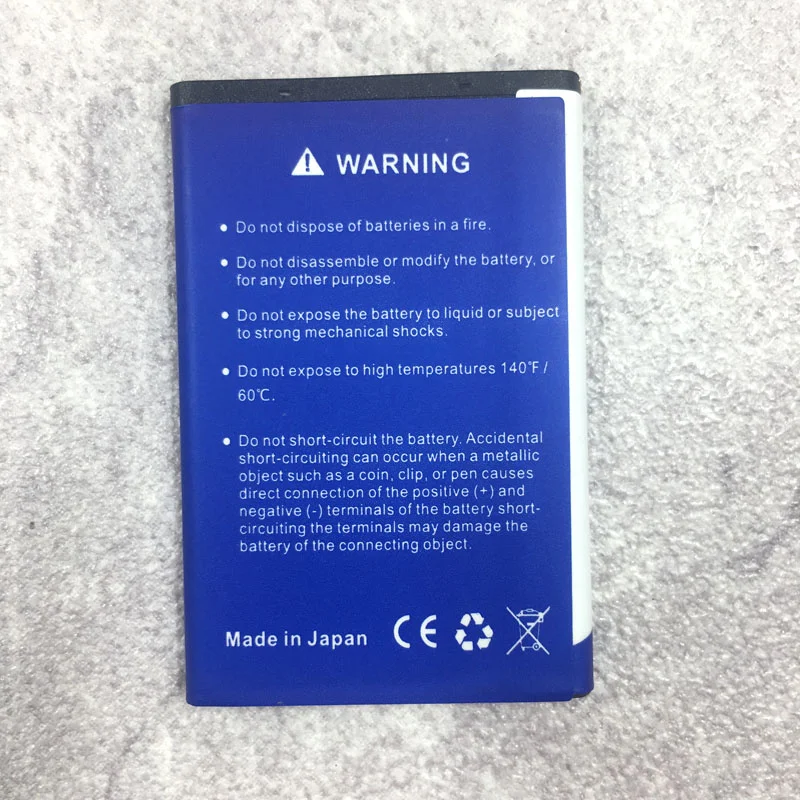 WARNING
• Do not dispose of batteries in a fire.
• Do not disassemble or modify the battery, or
for any other purpose.
• Do not expose the battery to liquid or subject
to strong mechanical shocks.
• Do not expose to high temperatures 140℉/
60℃.
• Do not short-circuit the battery. Accidental
short-circuiting can occur when a metallic
object such as a coin, clip, or pen causes
direct connection of the positive (+) and
negative (-) terminals of the battery short-
circuiting the terminals may damage the
battery of the connecting object.
Made in Japan CE